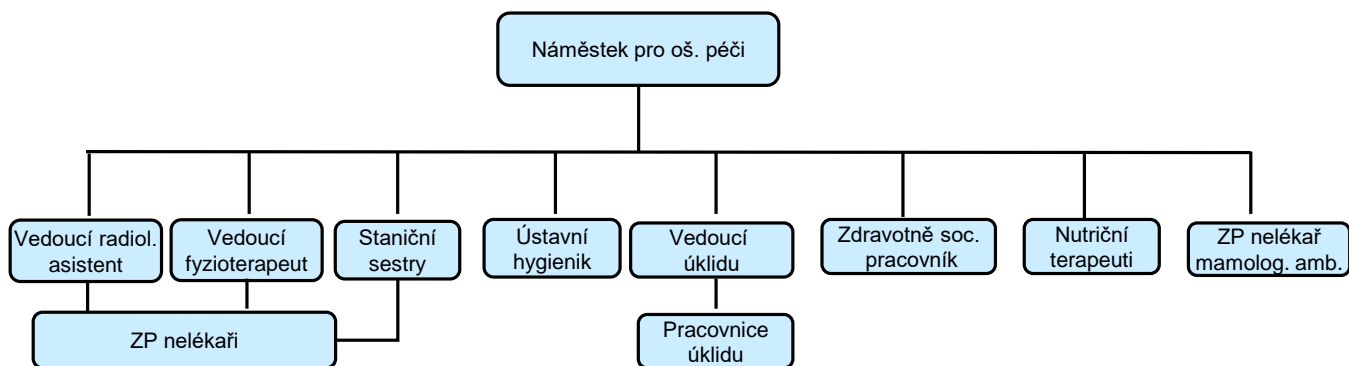 Náměstek pro oš. péči
Vedoucí radiol.
asistent
Vedoucí
fyzioterapeut
Staniční
sestry
Ústavní
hygienik
Vedoucí
úklidu
Zdravotně soc.
pracovník
Nutriční
terapeuti
ZP nelékař
mamolog. amb.
ZP nelékaři
Pracovnice
úklidu